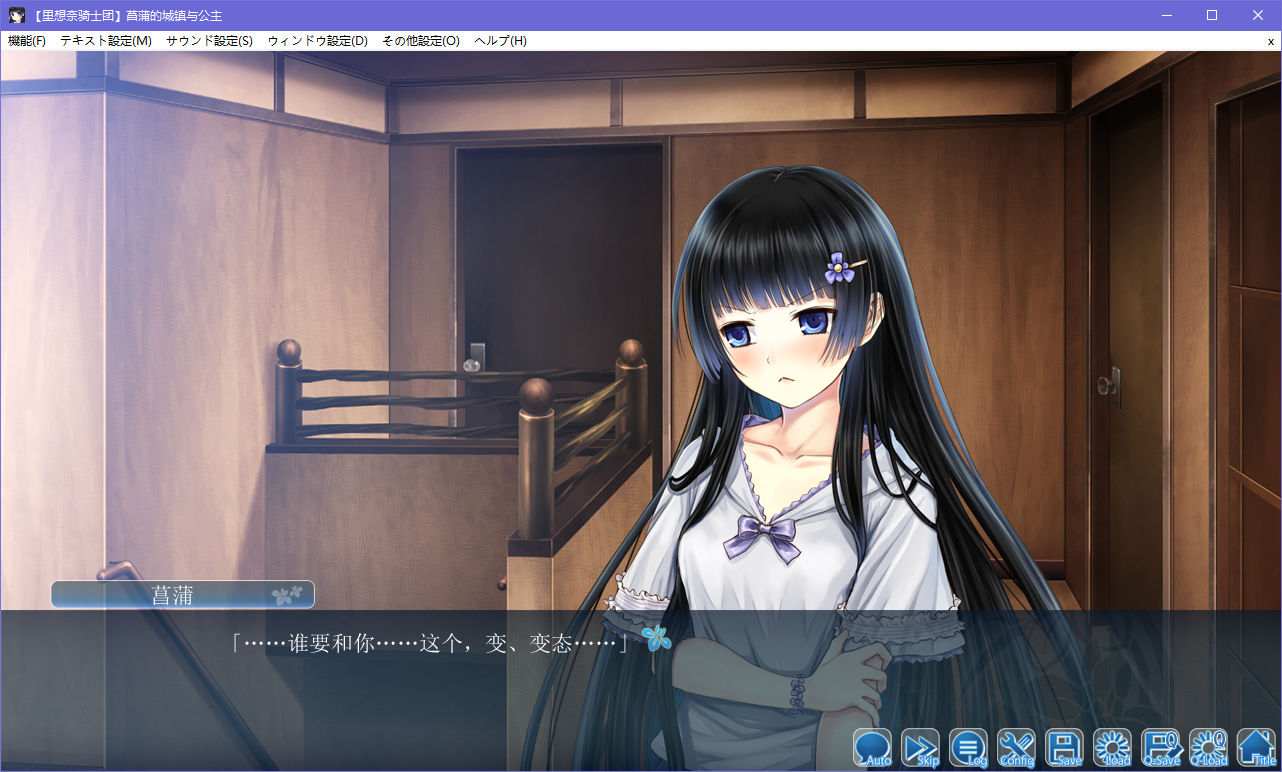 【里想奈骑士团】菖蒲的城镇与公主
機能(F) テキスト設定(M) サウンド設定(S) ウィンドウ設定(D) その他設定(O) ヘルプ(H) x
菖蒲
「……谁要和你……这个，变、变态……」
Auto Skip Log Config Save Load Q-Save Q-Load Title